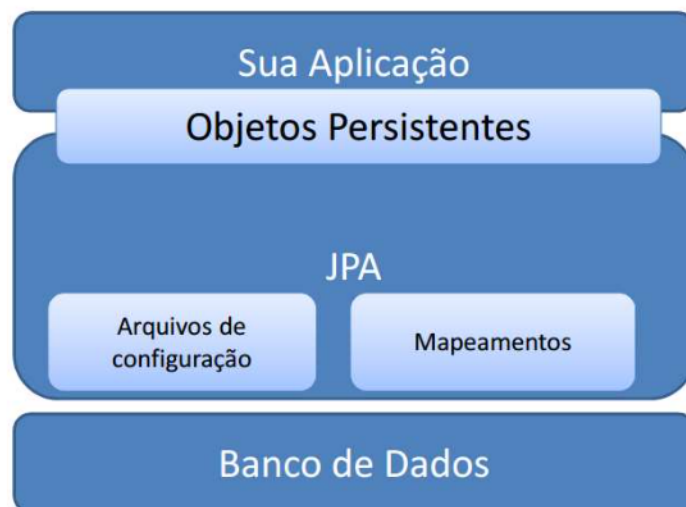 Sua Aplicação
Objetos Persistentes
JPA
Arquivos de
configuração
Mapeamentos
Banco de Dados